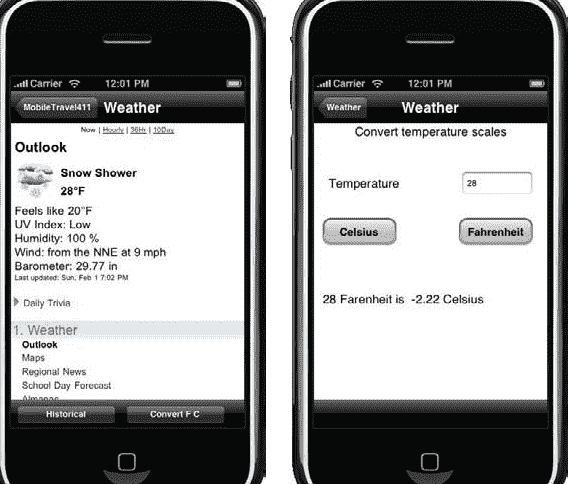 Carrier 12:01 PM
MobileTravel411 Weather
Now | Hourly | 36Hr | 10Day
Outlook
Snow Shower
28°F
Feels like 20°F
UV Index: Low
Humidity: 100 %
Wind: from the NNE at 9 mph
Barometer: 29.77 in
Last updated: Sun, Feb 1 7:02 PM
Daily Trivia
1. Weather
Outlook
Maps
Regional News
School Day Forecast
Almanac
Historical Convert F C
Carrier 12:01 PM
Weather Weather
Convert temperature scales
Temperature 28
Celsius Fahrenheit
28 Farenheit is -2.22 Celsius